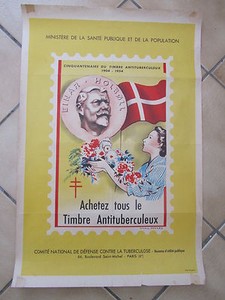 MINISTÈRE DE LA SANTÉ PUBLIQUE ET DE LA POPULATION
CINQUANTENAIRE DU TIMBRE ANTITUBERCULEUX
1904 - 1954
EINAR HOLBØLL
Achetez tous le
Timbre Antituberculeux
COMITÉ NATIONAL DE DÉFENSE CONTRE LA TUBERCULOSE
66, Boulevard Saint-Michel - PARIS (6ᵉ)